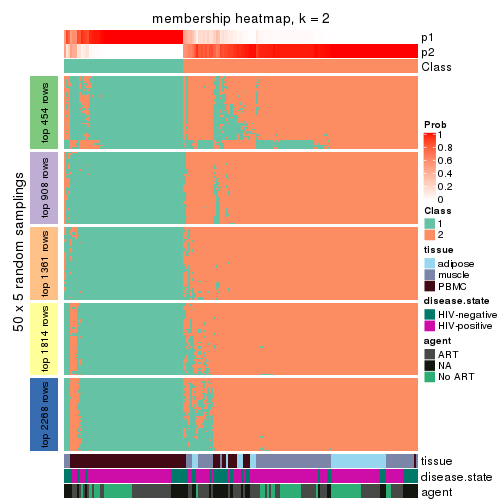 membership heatmap, k = 2
p1
p2
Class
50 x 5 random samplings
top 454 rows
top 908 rows
top 1361 rows
top 1814 rows
top 2268 rows
tissue
disease.state
agent
Prob
1
0.8
0.6
0.4
0.2
0
Class
1
2
tissue
adipose
muscle
PBMC
disease.state
HIV-negative
HIV-positive
agent
ART
NA
No ART